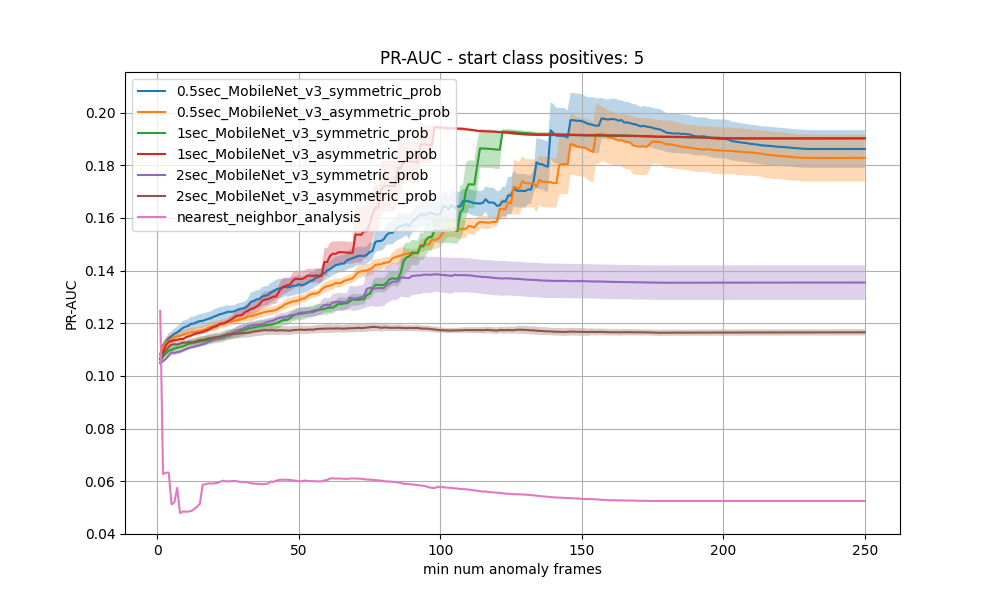 PR-AUC - start class positives: 5
0.5sec_MobileNet_v3_symmetric_prob
0.5sec_MobileNet_v3_asymmetric_prob
1sec_MobileNet_v3_symmetric_prob
1sec_MobileNet_v3_asymmetric_prob
2sec_MobileNet_v3_symmetric_prob
2sec_MobileNet_v3_asymmetric_prob
nearest_neighbor_analysis
PR-AUC
0.20
0.18
0.16
0.14
0.12
0.10
0.08
0.06
0.04
0
50
100
150
200
250
min num anomaly frames